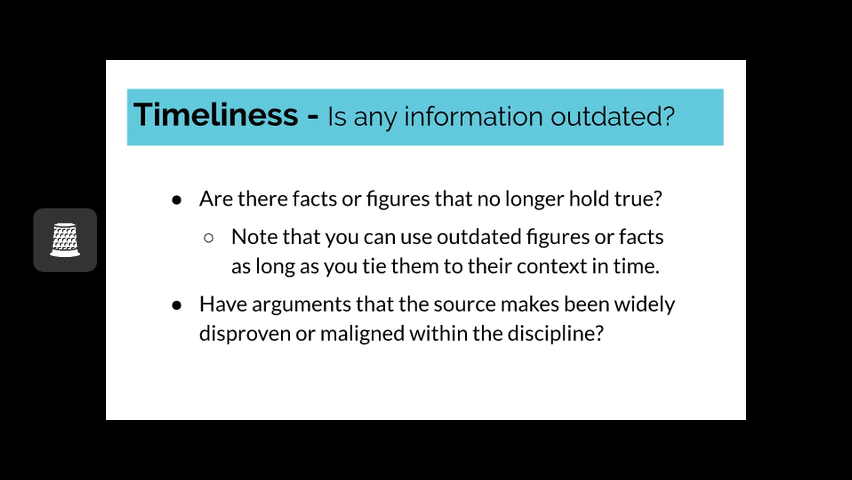 Timeliness - Is any information outdated?
● Are there facts or figures that no longer hold true?
○ Note that you can use outdated figures or facts
as long as you tie them to their context in time.
● Have arguments that the source makes been widely
disproven or maligned within the discipline?